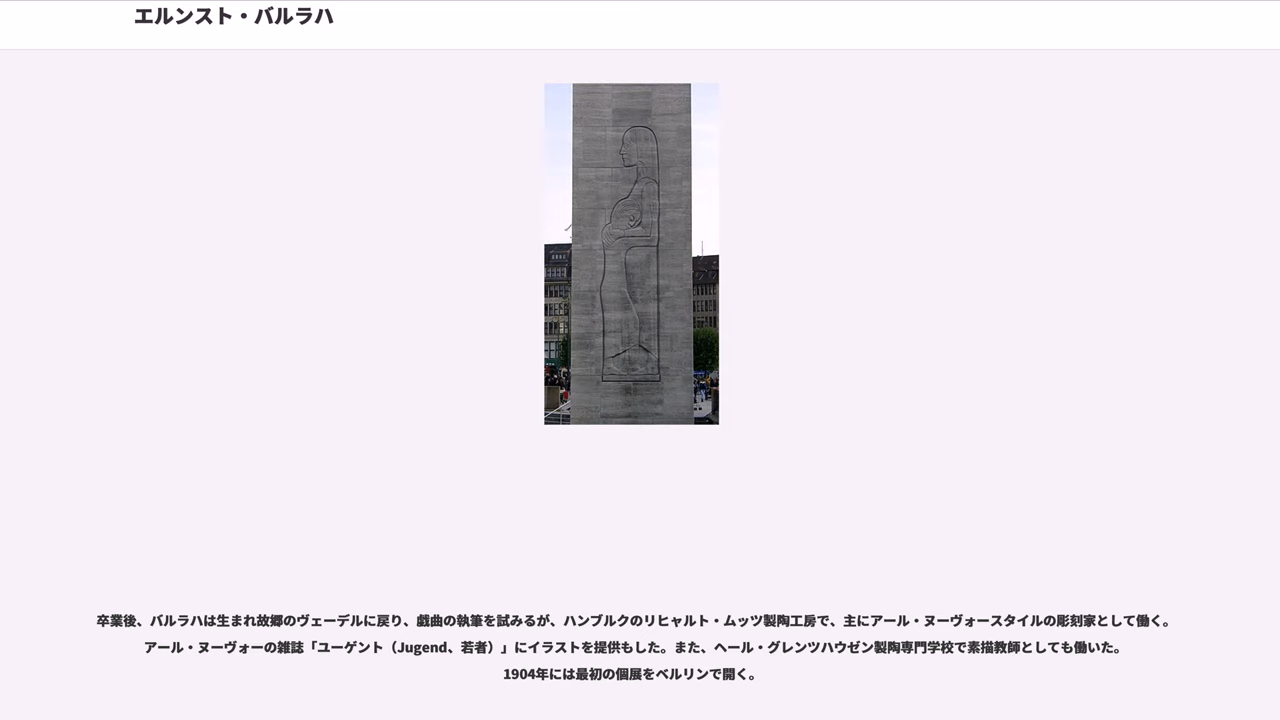 エルンスト・バルラハ
卒業後、バルラハは生まれ故郷のヴェーデルに戻り、戯曲の執筆を試みるが、ハンブルクのリヒャルト・ムッツ製陶工房で、主にアール・ヌーヴォースタイルの彫刻家として働く。
アール・ヌーヴォーの雑誌「ユーゲント（Jugend、若者）」にイラストを提供もした。また、ヘール・グレンツハウゼン製陶専門学校で素描教師としても働いた。
1904年には最初の個展をベルリンで開く。